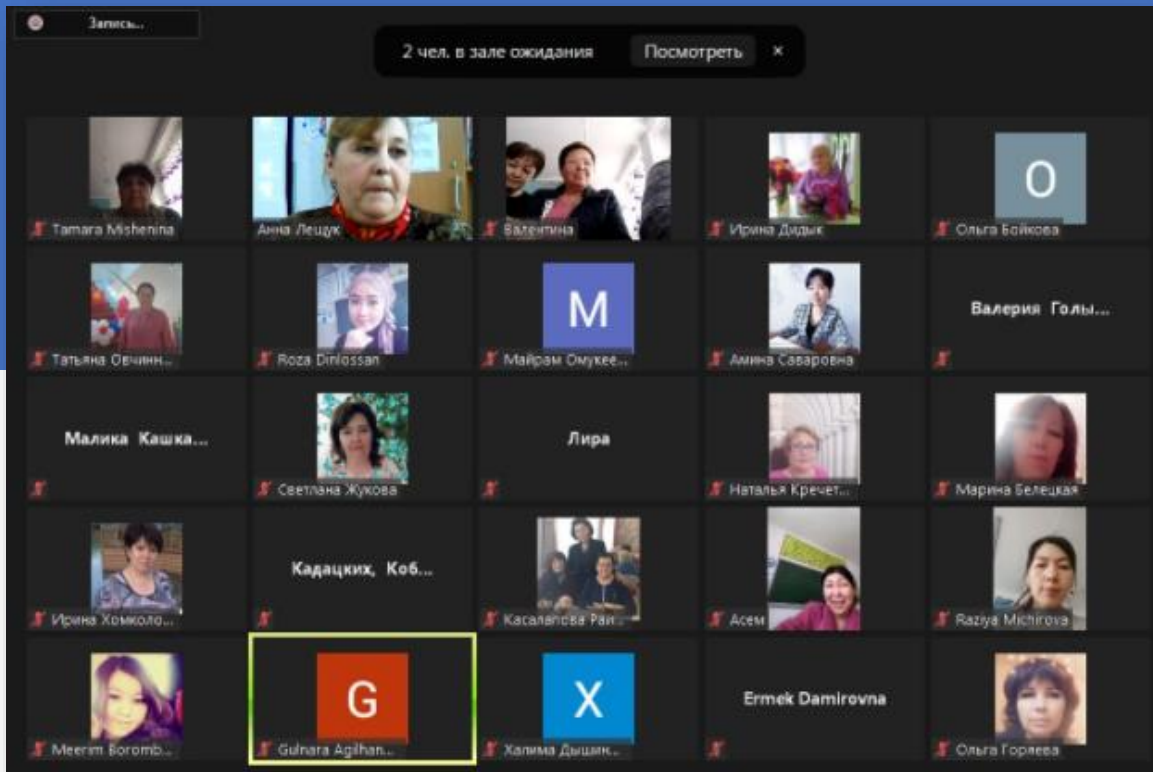 Запись...
2 чел. в зале ожидания Посмотреть ×
Tamara Mishenina
Анна Лещук
Валентина
Ирина Дидык
О
Ольга Бойкова
Татьяна Овчинн...
Roza Dinlossan
М
Майрам Омукее...
Амина Саваровна
Валерия Голы...
Малика Кашка...
Светлана Жукова
Лира
Наталья Кречет...
Марина Белецкая
Ирина Хомколо...
Кадацких, Коб...
Касалапова Раи...
Асем
Raziya Michirova
Meerim Boromb...
G
Gulnara Agilhan...
Х
Халима Дышин...
Ermek Damirovna
Ольга Горяева